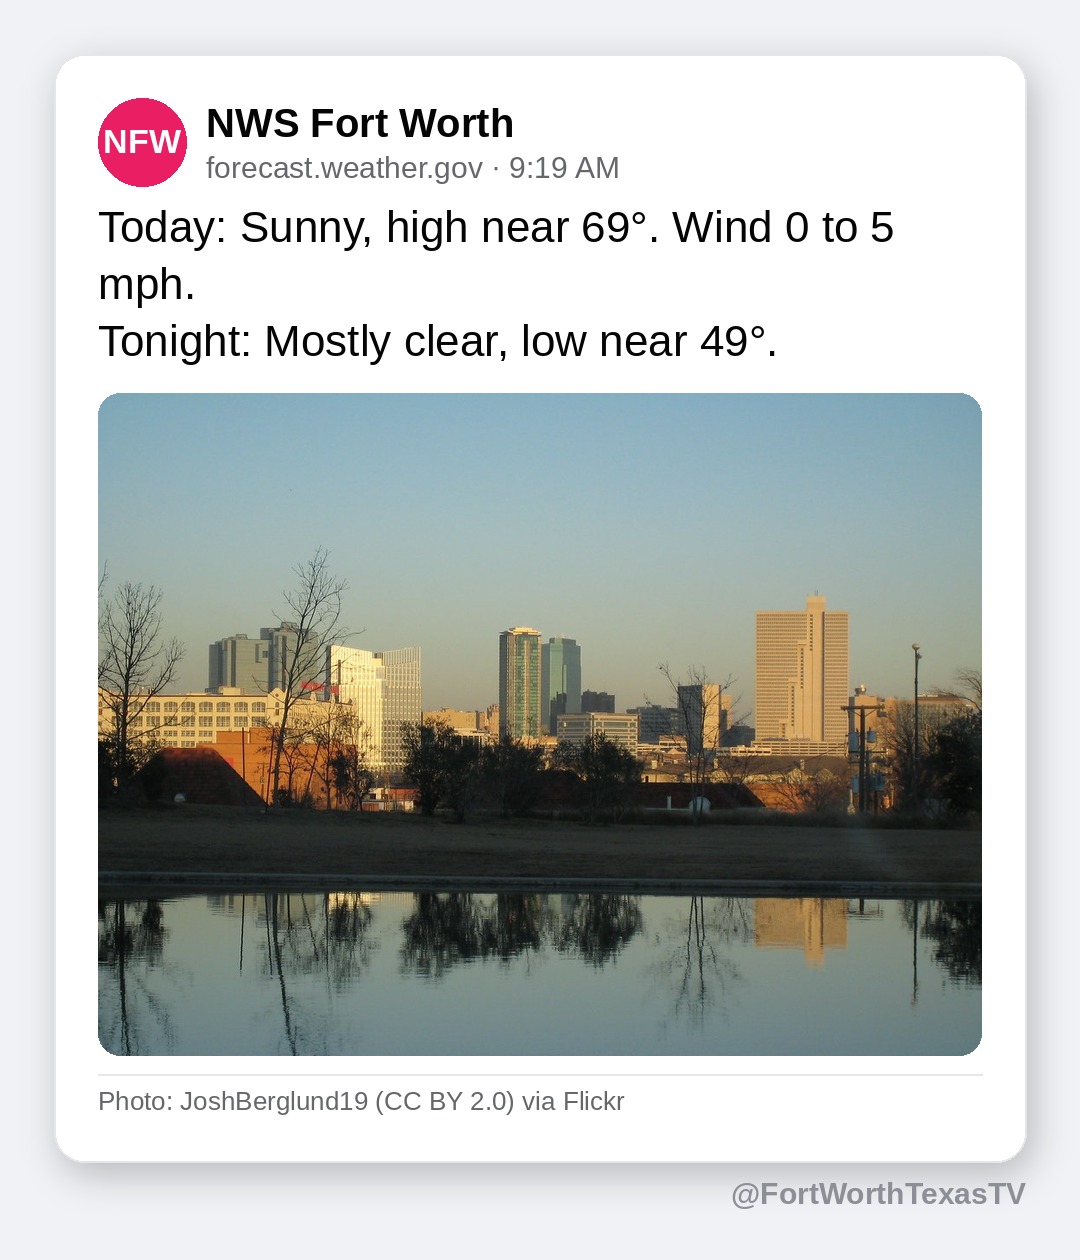 NFW
NWS Fort Worth
forecast.weather.gov · 9:19 AM
Today: Sunny, high near 69°. Wind 0 to 5
mph.
Tonight: Mostly clear, low near 49°.
Photo: JoshBerglund19 (CC BY 2.0) via Flickr
@FortWorthTexasTV